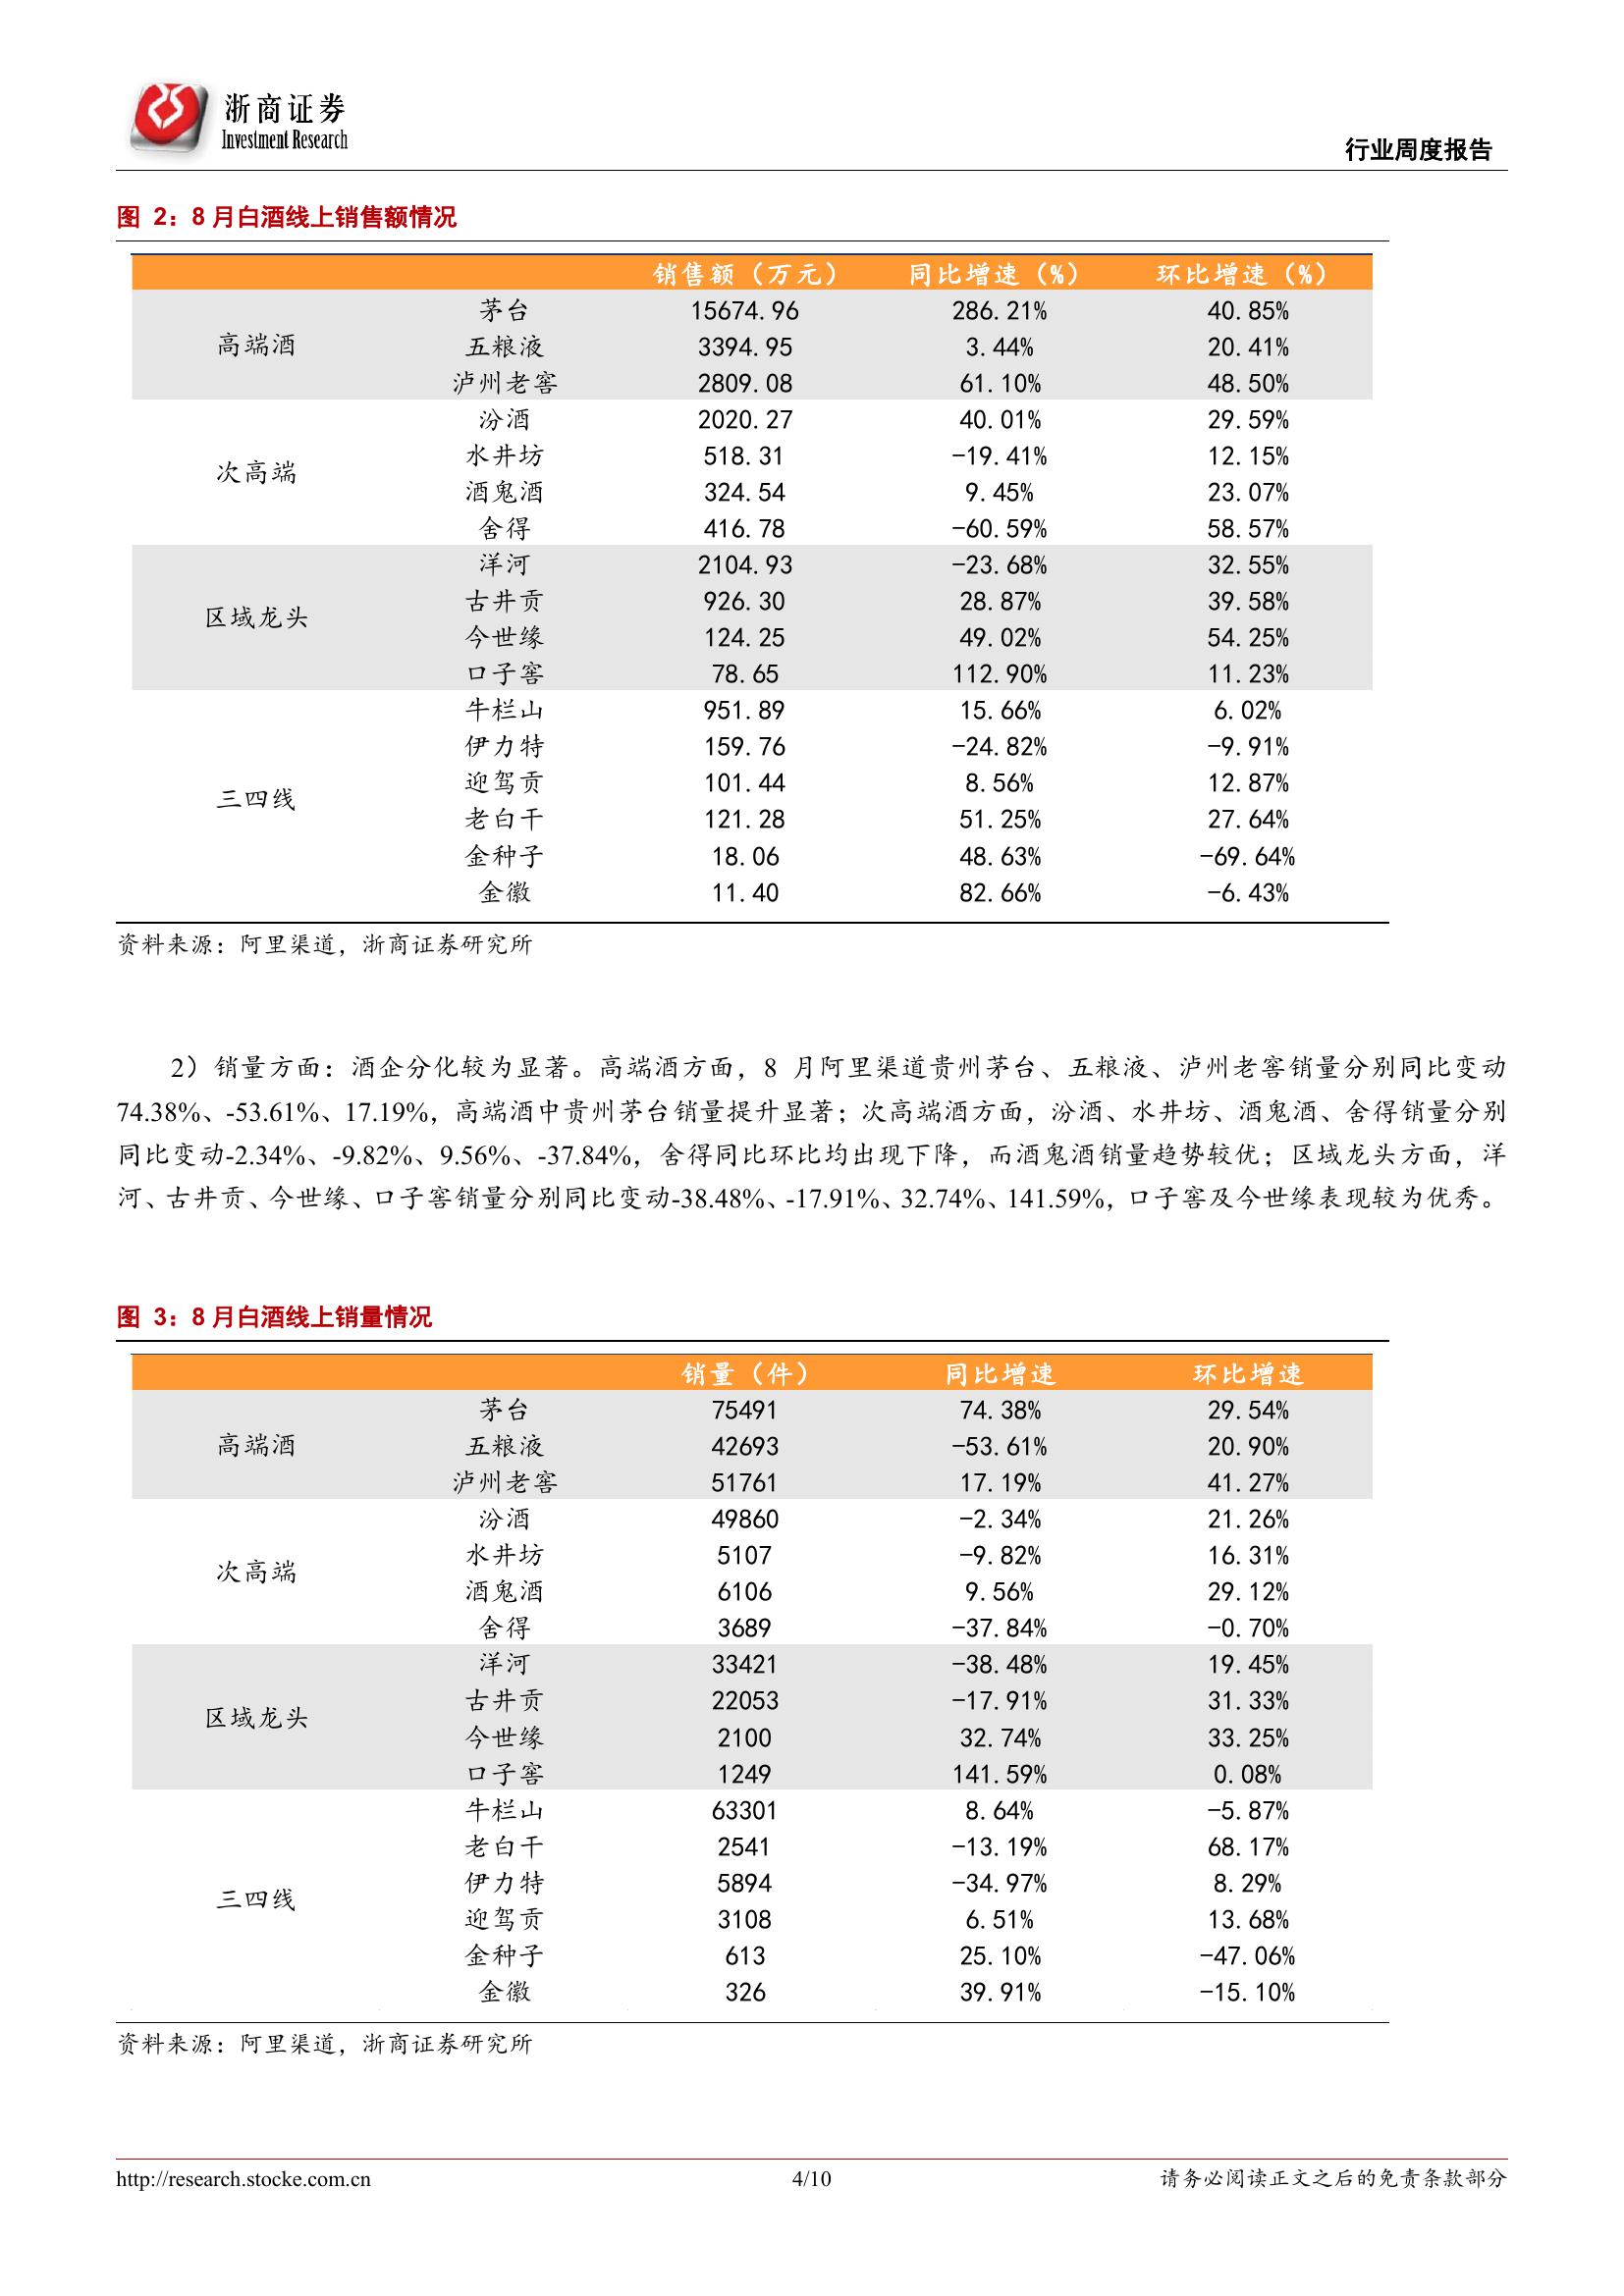 浙商证券
Investment Research
行业周度报告
图 2：8 月白酒线上销售额情况
销售额（万元） 同比增速（%） 环比增速（%）
高端酒
茅台 15674.96 286.21% 40.85%
五粮液 3394.95 3.44% 20.41%
泸州老窖 2809.08 61.10% 48.50%
次高端
汾酒 2020.27 40.01% 29.59%
水井坊 518.31 -19.41% 12.15%
酒鬼酒 324.54 9.45% 23.07%
舍得 416.78 -60.59% 58.57%
区域龙头
洋河 2104.93 -23.68% 32.55%
古井贡 926.30 28.87% 39.58%
今世缘 124.25 49.02% 54.25%
口子窖 78.65 112.90% 11.23%
三四线
牛栏山 951.89 15.66% 6.02%
伊力特 159.76 -24.82% -9.91%
迎驾贡 101.44 8.56% 12.87%
老白干 121.28 51.25% 27.64%
金种子 18.06 48.63% -69.64%
金徽 11.40 82.66% -6.43%
资料来源：阿里渠道，浙商证券研究所
2）销量方面：酒企分化较为显著。高端酒方面，8 月阿里渠道贵州茅台、五粮液、泸州老窖销量分别同比变动
74.38%、-53.61%、17.19%，高端酒中贵州茅台销量提升显著；次高端酒方面，汾酒、水井坊、酒鬼酒、舍得销量分别
同比变动-2.34%、-9.82%、9.56%、-37.84%，舍得同比环比均出现下降，而酒鬼酒销量趋势较优；区域龙头方面，洋
河、古井贡、今世缘、口子窖销量分别同比变动-38.48%、-17.91%、32.74%、141.59%，口子窖及今世缘表现较为优秀。
图 3：8 月白酒线上销量情况
销量（件） 同比增速 环比增速
高端酒
茅台 75491 74.38% 29.54%
五粮液 42693 -53.61% 20.90%
泸州老窖 51761 17.19% 41.27%
次高端
汾酒 49860 -2.34% 21.26%
水井坊 5107 -9.82% 16.31%
酒鬼酒 6106 9.56% 29.12%
舍得 3689 -37.84% -0.70%
区域龙头
洋河 33421 -38.48% 19.45%
古井贡 22053 -17.91% 31.33%
今世缘 2100 32.74% 33.25%
口子窖 1249 141.59% 0.08%
三四线
牛栏山 63301 8.64% -5.87%
老白干 2541 -13.19% 68.17%
伊力特 5894 -34.97% 8.29%
迎驾贡 3108 6.51% 13.68%
金种子 613 25.10% -47.06%
金徽 326 39.91% -15.10%
资料来源：阿里渠道，浙商证券研究所
http://research.stocke.com.cn 4/10 请务必阅读正文之后的免责条款部分